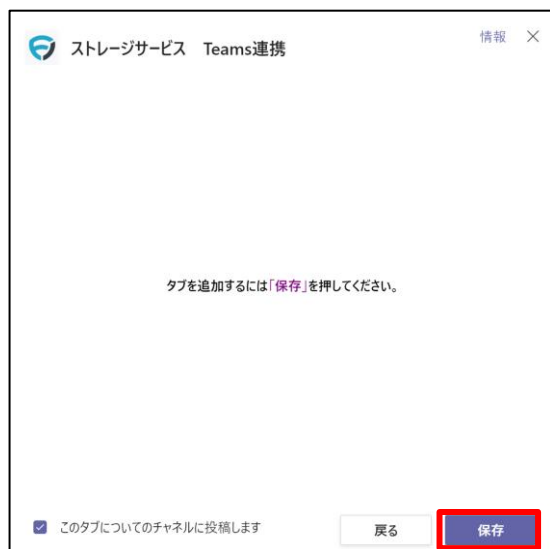 ストレージサービス　Teams連携
情報
タブを追加するには「保存」を押してください。
このタブについてのチャネルに投稿します
戻る
保存